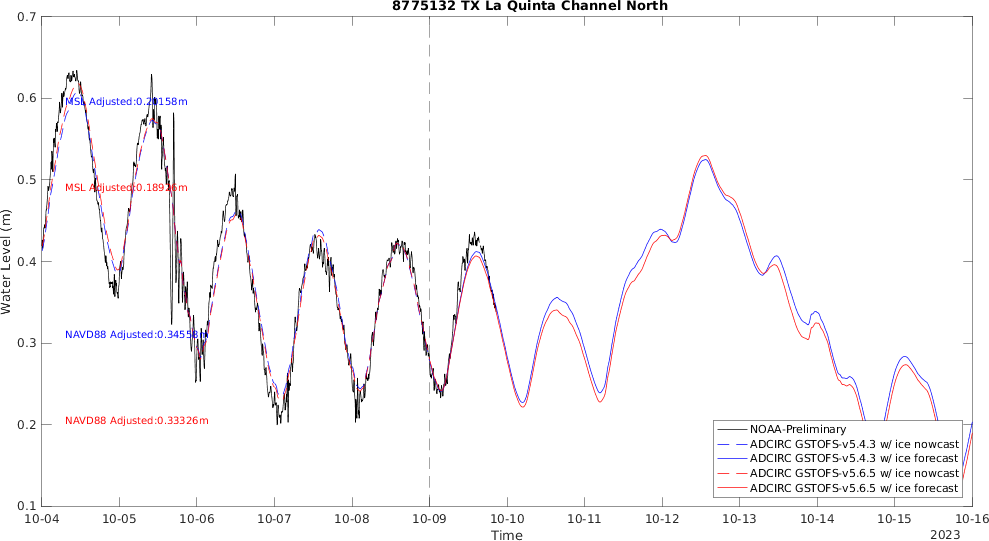 8775132 TX La Quinta Channel North
Water Level (m)
0.7
0.6
0.5
0.4
0.3
0.2
0.1
MSL Adjusted:0.20158m
MSL Adjusted:0.18926m
NAVD88 Adjusted:0.34558m
NAVD88 Adjusted:0.33326m
NOAA-Preliminary
ADCIRC GSTOFS-v5.4.3 w/ ice nowcast
ADCIRC GSTOFS-v5.4.3 w/ ice forecast
ADCIRC GSTOFS-v5.6.5 w/ ice nowcast
ADCIRC GSTOFS-v5.6.5 w/ ice forecast
10-04 10-05 10-06 10-07 10-08 10-09 10-10 10-11 10-12 10-13 10-14 10-15 10-16
Time
2023